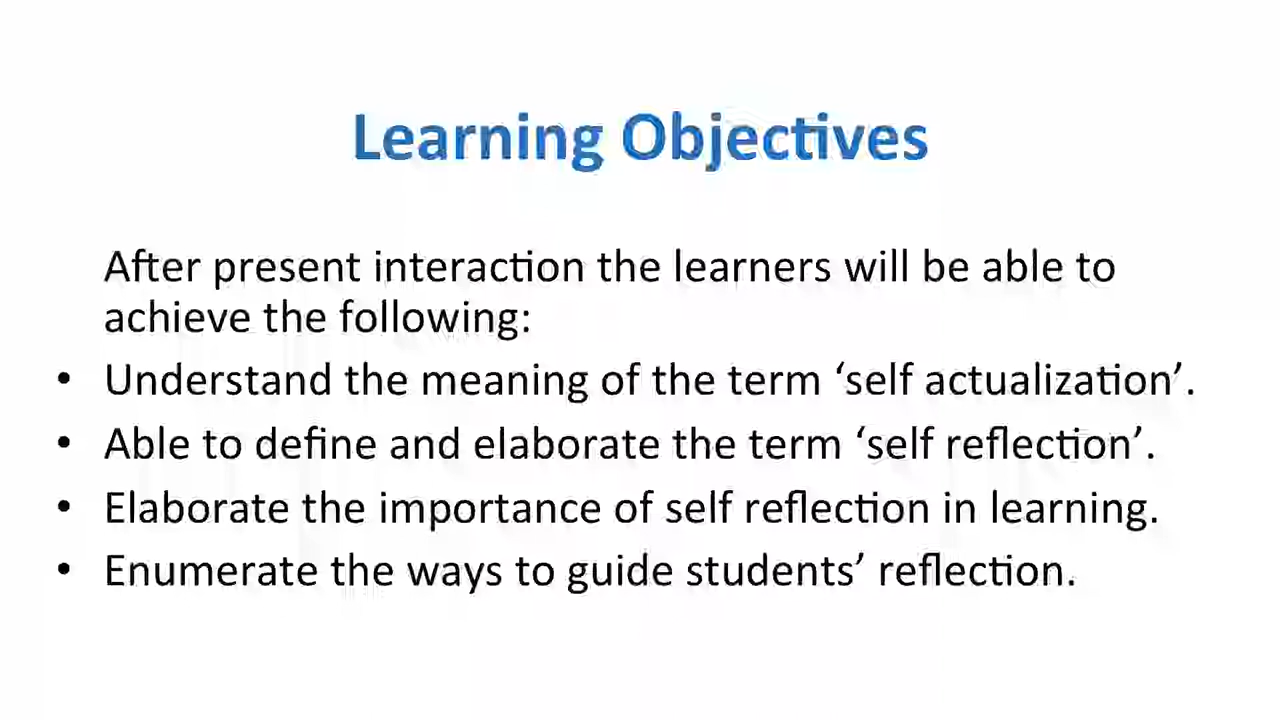 Learning Objectives
After present interaction the learners will be able to
achieve the following:
• Understand the meaning of the term ‘self actualization’.
• Able to define and elaborate the term ‘self reflection’.
• Elaborate the importance of self reflection in learning.
• Enumerate the ways to guide students’ reflection.